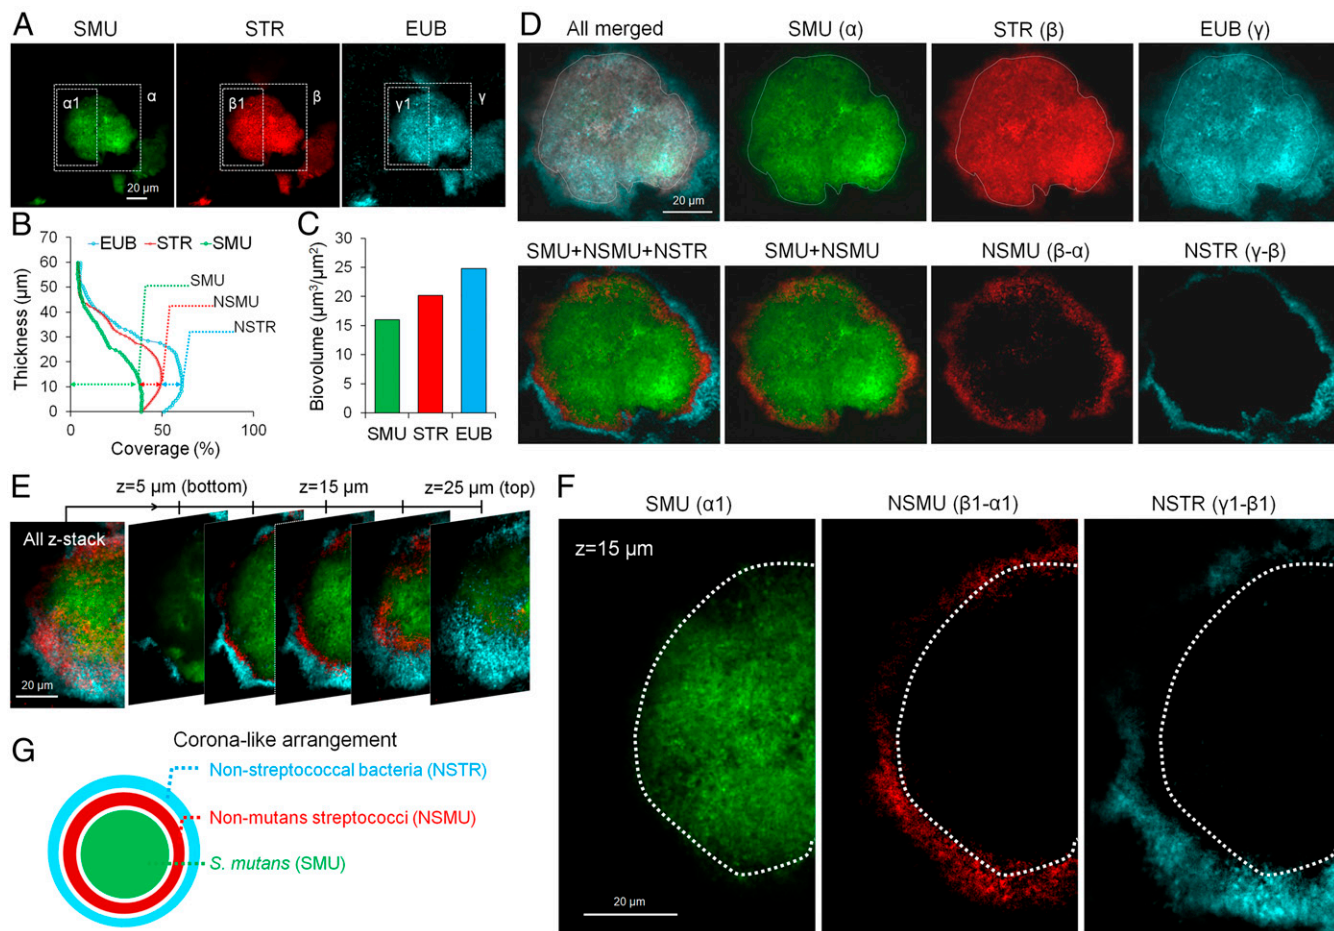 A
SMU
STR
EUB
α1
α
β1
β
γ1
γ
20 μm
B
EUB
STR
SMU
Thickness (μm)
70
60
50
40
30
20
10
0
SMU
NSMU
NSTR
0
50
100
Coverage (%)
C
Biovolume (μm³/μm²)
30
25
20
15
10
5
0
SMU STR EUB
D
All merged
SMU (α)
STR (β)
EUB (γ)
20 μm
SMU+NSMU+NSTR
SMU+NSMU
NSMU (β-α)
NSTR (γ-β)
E
z=5 μm (bottom)
z=15 μm
z=25 μm (top)
All z-stack
20 μm
F
SMU (α1)
NSMU (β1-α1)
NSTR (γ1-β1)
z=15 μm
20 μm
G
Corona-like arrangement
Non-streptococcal bacteria (NSTR)
Non-mutans streptococci (NSMU)
S. mutans (SMU)